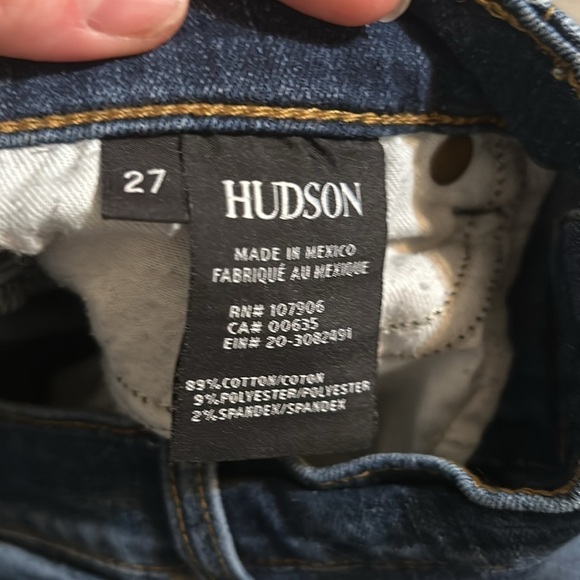 27
HUDSON
MADE IN MEXICO
FABRIQUÉ AU MEXIQUE
RN# 107906
CA# 00635
EIN# 20-3082491
89% COTTON/COTON
9% POLYESTER/POLYESTER
2% SPANDEX/SPANDEX